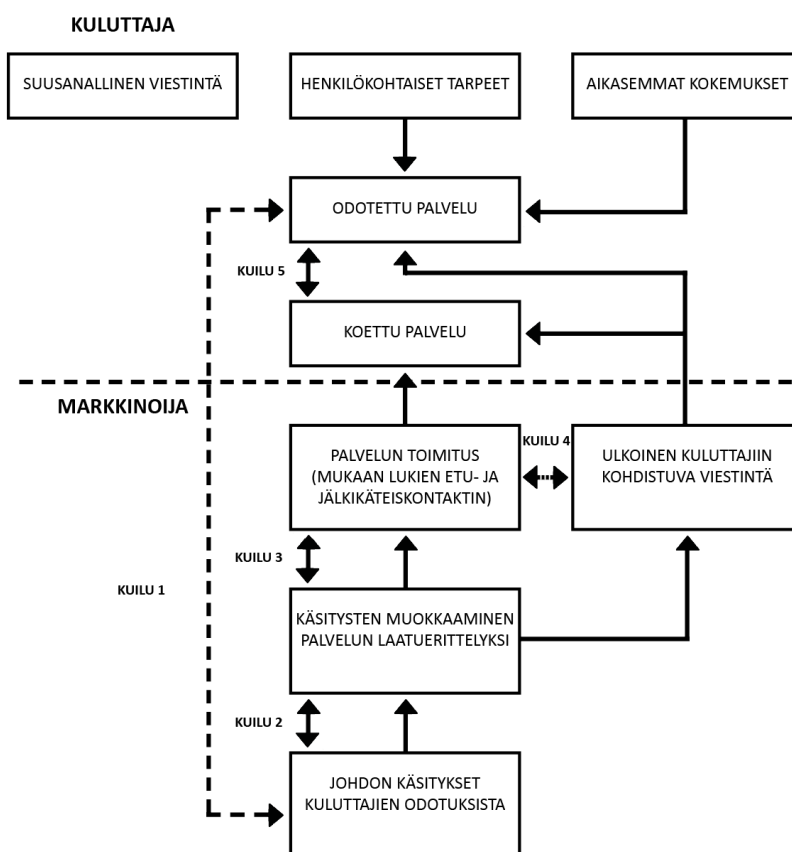 KULUTTAJA
SUUSANALLINEN VIESTINTÄ
HENKILÖKOHTAISET TARPEET
AIKASEMMAT KOKEMUKSET
ODOTETTU PALVELU
KUILU 5
KOETTU PALVELU
MARKKINOIJA
PALVELUN TOIMITUS
(MUKAAN LUKIEN ETU- JA
JÄLKIKÄTEISKONTAKTIN)
KUILU 4
ULKOINEN KULUTTAJIIN
KOHDISTUVA VIESTINTÄ
KUILU 3
KUILU 1
KÄSITYSTEN MUOKKAAMINEN
PALVELUN LAATUERITTELYKSI
KUILU 2
JOHDON KÄSITYKSET
KULUTTAJIEN ODOTUKSISTA